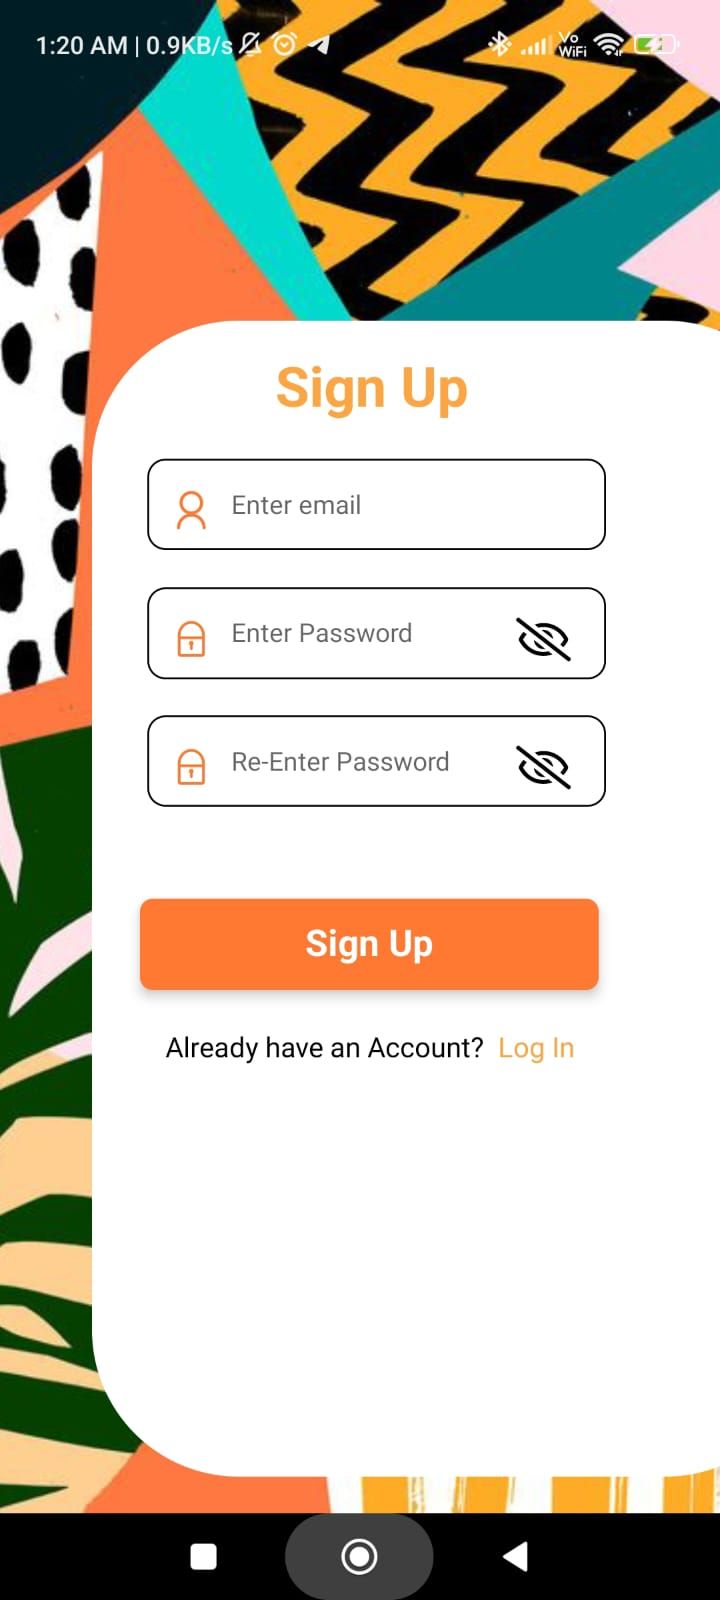 1:20 AM | 0.9KB/s Vo WiFi
Sign Up
Enter email
Enter Password
Re-Enter Password
Sign Up
Already have an Account? Log In